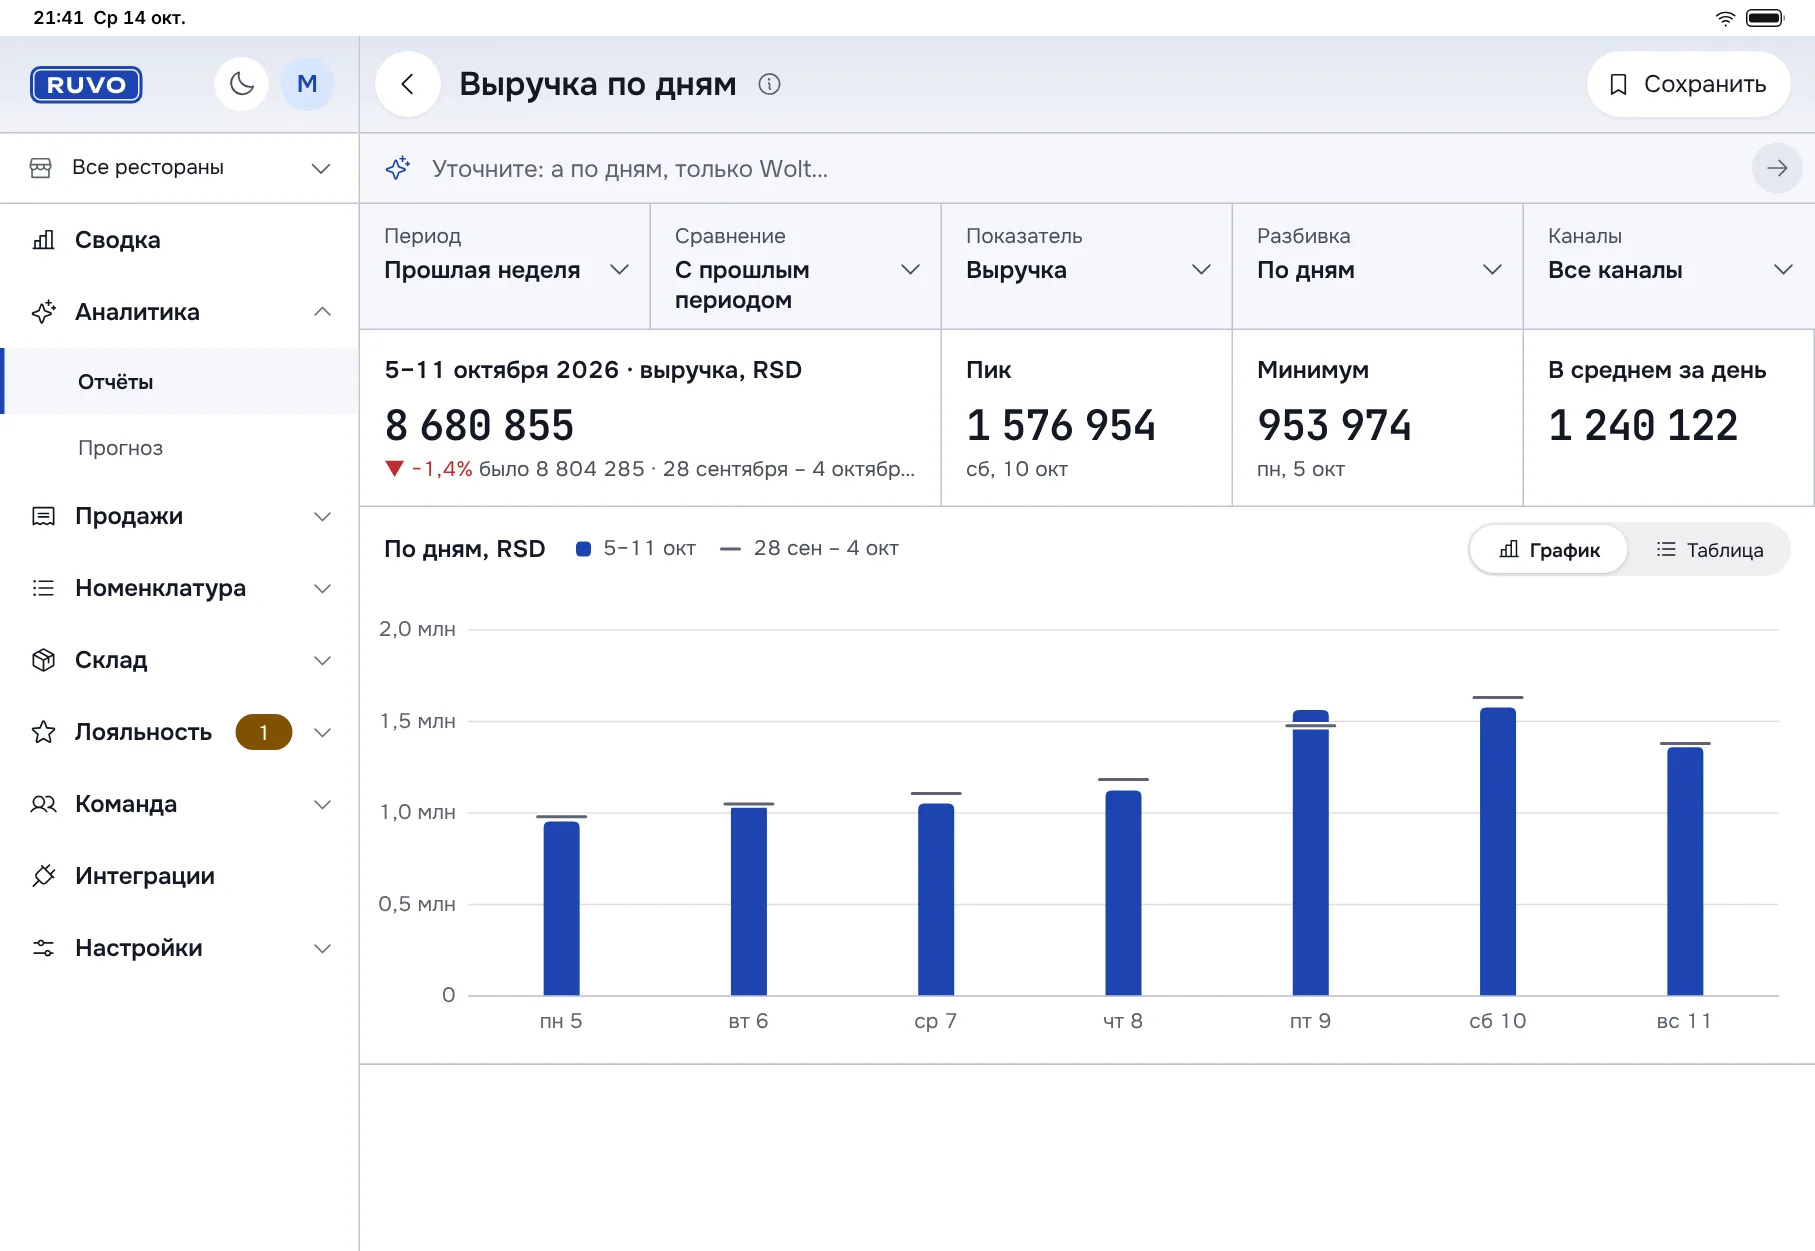 21:41 Ср 14 окт.
RUVO
М
Выручка по дням
Сохранить
Все рестораны
Уточните: а по дням, только Wolt...
Сводка
Аналитика
Отчёты
Прогноз
Продажи
Номенклатура
Склад
Лояльность 1
Команда
Интеграции
Настройки
Период
Прошлая неделя
Сравнение
С прошлым
периодом
Показатель
Выручка
Разбивка
По дням
Каналы
Все каналы
5–11 октября 2026 · выручка, RSD
8 680 855
▼ −1,4% было 8 804 285 · 28 сентября – 4 октябр...
Пик
1 576 954
сб, 10 окт
Минимум
953 974
пн, 5 окт
В среднем за день
1 240 122
По дням, RSD 5–11 окт 28 сен – 4 окт
График Таблица
2,0 млн
1,5 млн
1,0 млн
0,5 млн
0
пн 5 вт 6 ср 7 чт 8 пт 9 сб 10 вс 11